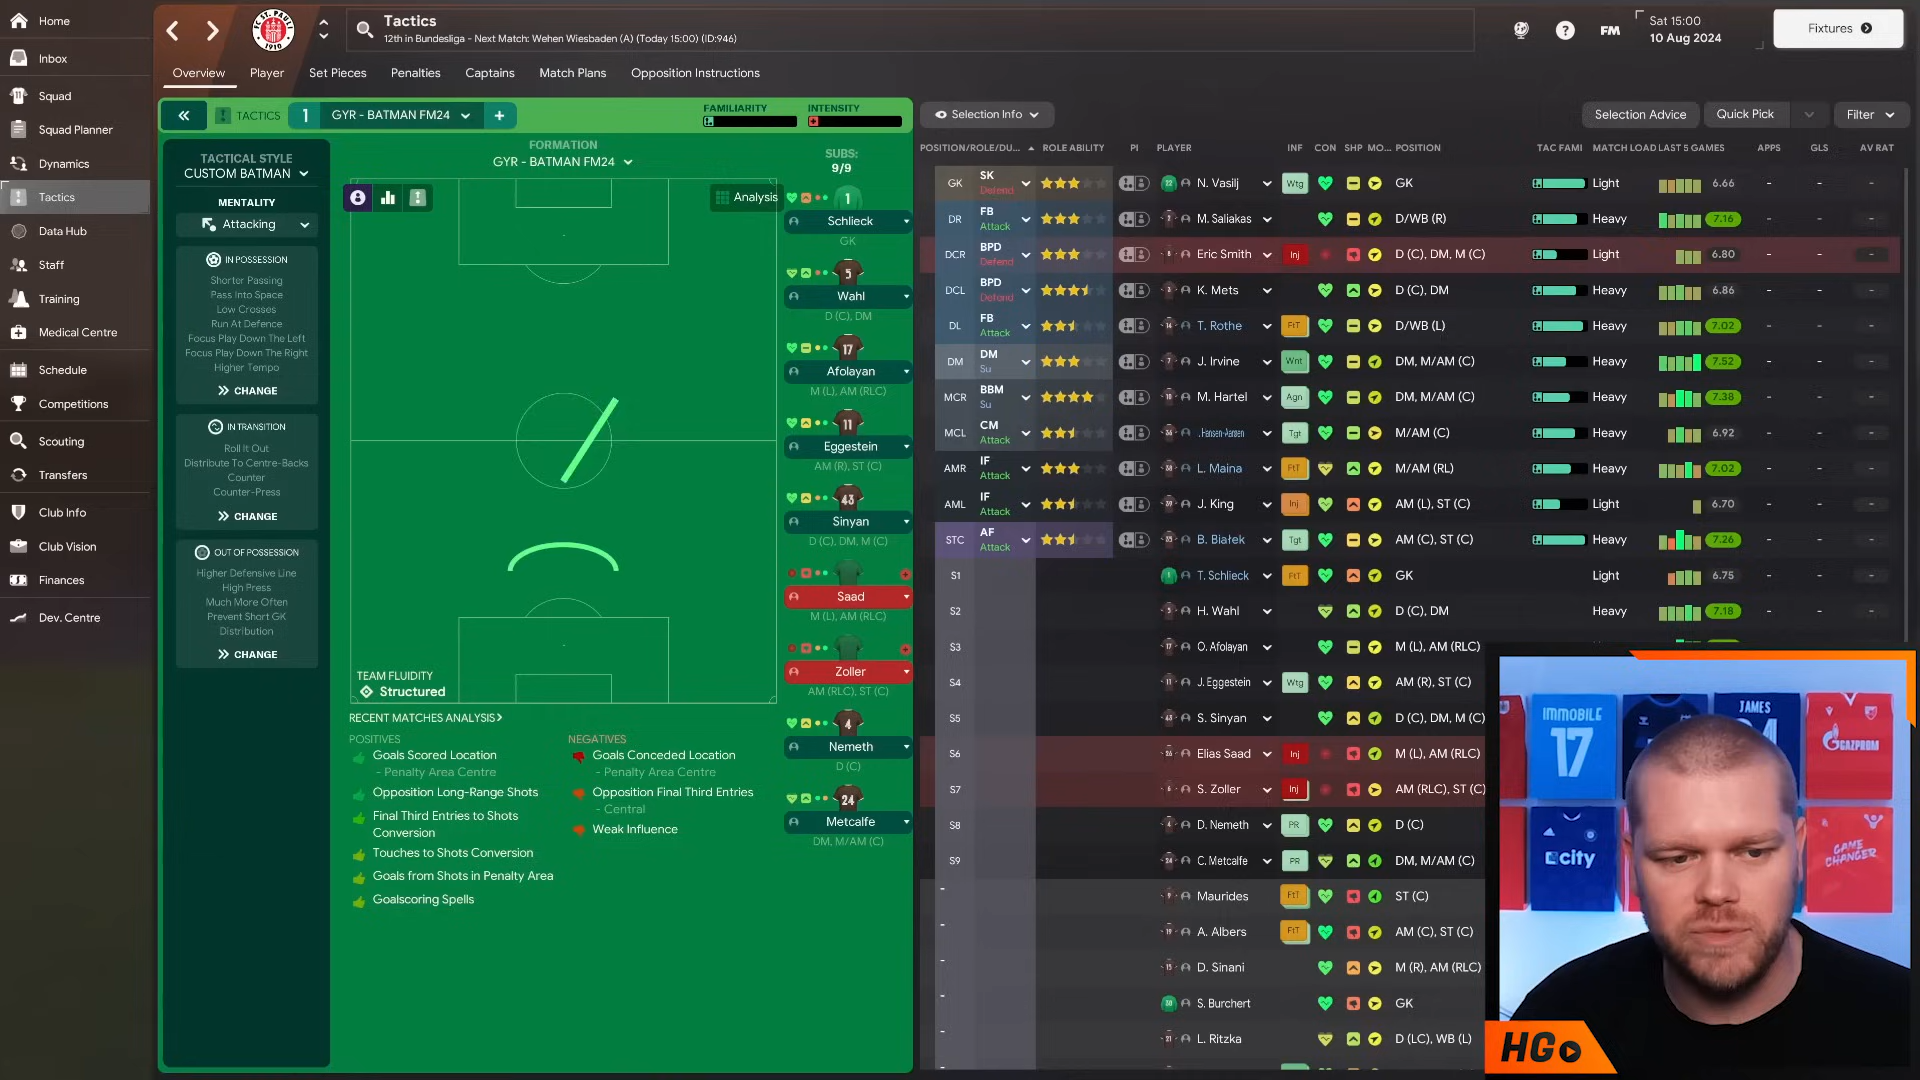 Home
Inbox
Squad
Squad Planner
Dynamics
Tactics
Data Hub
Staff
Training
Medical Centre
Schedule
Competitions
Scouting
Transfers
Club Info
Club Vision
Finances
Dev. Centre
FC ST. PAULI
1910
Tactics
12th in Bundesliga - Next Match: Wehen Wiesbaden (A) (Today 15:00) (ID:946)
FM
Sat 15:00
10 Aug 2024
Fixtures
Overview
Player
Set Pieces
Penalties
Captains
Match Plans
Opposition Instructions
TACTICS
1 GYR - BATMAN FM24
FAMILIARITY
INTENSITY
TACTICAL STYLE
CUSTOM BATMAN
MENTALITY
Attacking
IN POSSESSION
Shorter Passing
Pass Into Space
Low Crosses
Run At Defence
Focus Play Down The Left
Focus Play Down The Right
Higher Tempo
CHANGE
IN TRANSITION
Roll It Out
Distribute To Centre-Backs
Counter
Counter-Press
CHANGE
OUT OF POSSESSION
Higher Defensive Line
High Press
Much More Often
Prevent Short GK
Distribution
CHANGE
FORMATION
GYR - BATMAN FM24
Analysis
TEAM FLUIDITY
Structured
RECENT MATCHES ANALYSIS
POSITIVES
Goals Scored Location
- Penalty Area Centre
Opposition Long-Range Shots
Final Third Entries to Shots
Conversion
Touches to Shots Conversion
Goals from Shots in Penalty Area
Goalscoring Spells
NEGATIVES
Goals Conceded Location
- Penalty Area Centre
Opposition Final Third Entries
- Central
Weak Influence
SUBS:
9/9
1
Schlieck
GK
5
Wahl
D (C), DM
17
Afolayan
M (L), AM (RLC)
11
Eggestein
AM (R), ST (C)
43
Sinyan
D (C), DM, M (C)
Saad
M (L), AM (RLC)
Zoller
AM (RLC), ST (C)
4
Nemeth
D (C)
24
Metcalfe
DM, M/AM (C)
Selection Info
Selection Advice
Quick Pick
Filter
POSITION/ROLE/DU... ROLE ABILITY PI PLAYER INF CON SHP MO... POSITION TAC FAMI MATCH LOAD LAST 5 GAMES APPS GLS AV RAT
GK SK Defend N. Vasilj Wtg GK Light 6.66 - - -
DR FB Attack M. Saliakas D/WB (R) Heavy 7.16 - - -
DCR BPD Defend Eric Smith Inj D (C), DM, M (C) Light 6.80 - - -
DCL BPD Defend K. Mets D (C), DM Heavy 6.86 - - -
DL FB Attack T. Rothe FtT D/WB (L) Heavy 7.02 - - -
DM DM Su J. Irvine Wnt DM, M/AM (C) Heavy 7.52 - - -
MCR BBM Su M. Hartel Agn DM, M/AM (C) Heavy 7.38 - - -
MCL CM Attack Tgt M/AM (C) Heavy 6.92 - - -
AMR IF Attack L. Maina FtT M/AM (RL) Heavy 7.02 - - -
AML IF Attack J. King Inj AM (L), ST (C) Light 6.70 - - -
STC AF Attack B. Białek Tgt AM (C), ST (C) Heavy 7.26 - - -
S1 T. Schlieck FtT GK Light 6.75 - - -
S2 H. Wahl D (C), DM Heavy 7.18 - - -
S3 O. Afolayan M (L), AM (RLC)
S4 J. Eggestein Wtg AM (R), ST (C)
S5 S. Sinyan D (C), DM, M (C)
S6 Elias Saad Inj M (L), AM (RLC)
S7 S. Zoller Inj AM (RLC), ST (C)
S8 D. Nemeth PR D (C)
S9 C. Metcalfe PR DM, M/AM (C)
- Maurides FtT ST (C)
- A. Albers FtT AM (C), ST (C)
- D. Sinani M (R), AM (RLC)
- S. Burchert GK
- L. Ritzka D (LC), WB (L)
IMMOBILE
17
JAMES
GAZPROM
city
GAME CHANGER
HG